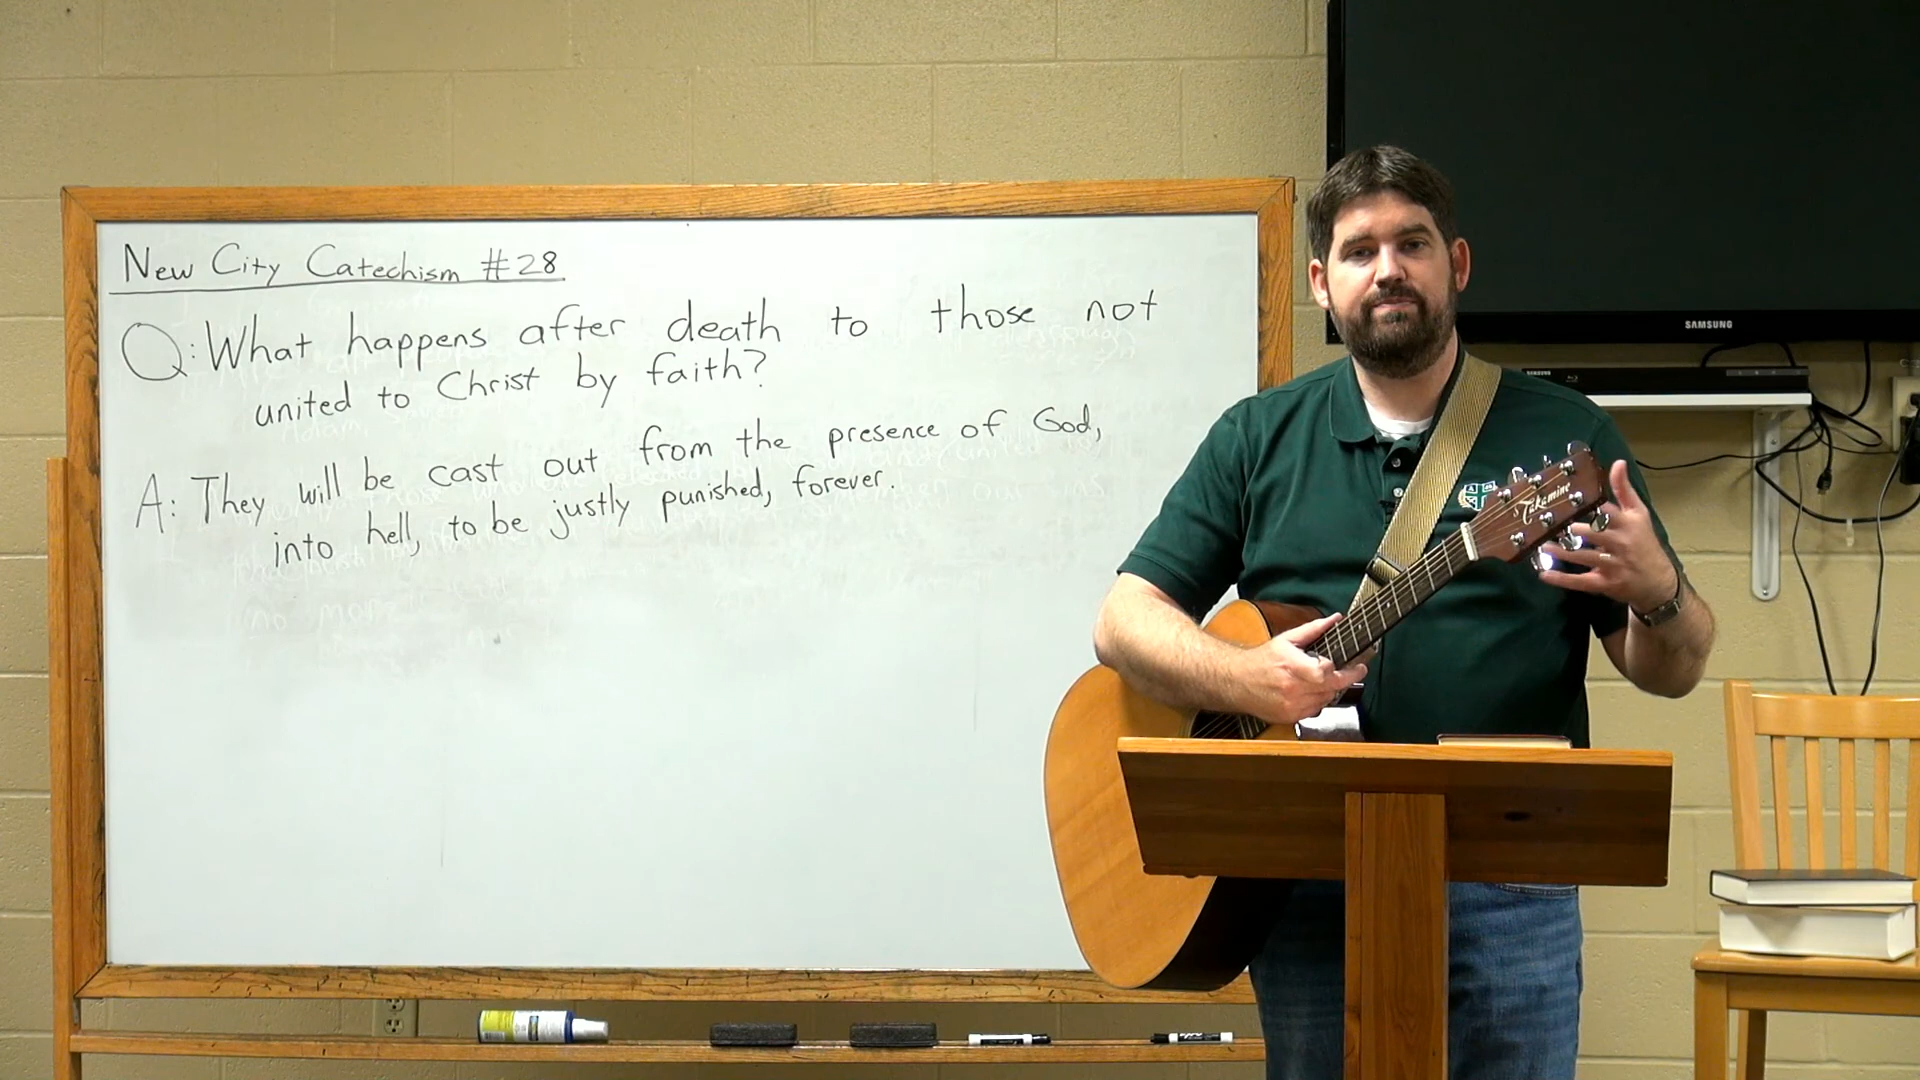 New City Catechism #28
Q: What happens after death to those not
united to Christ by faith?
A: They will be cast out from the presence of God,
into hell, to be justly punished, forever.
SAMSUNG
SAMSUNG
Takamine